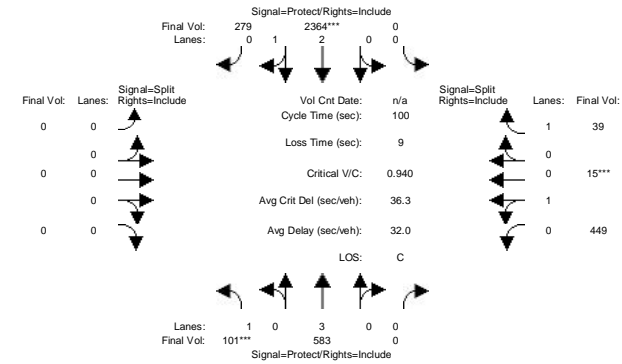 Signal=Protect/Rights=Include
Final Vol: 279 2364*** 0
Lanes: 0 1 2 0 0
Signal=Split
Final Vol: Lanes: Rights=Include
Vol Cnt Date: n/a
Signal=Split
Rights=Include Lanes: Final Vol:
Cycle Time (sec): 100
0 0 1 39
Loss Time (sec): 9
0 0
0 0 Critical V/C: 0.940 0 15***
0 Avg Crit Del (sec/veh): 36.3 1
0 0 Avg Delay (sec/veh): 32.0 0 449
LOS: C
Lanes: 1 0 3 0 0
Final Vol: 101*** 583 0
Signal=Protect/Rights=Include